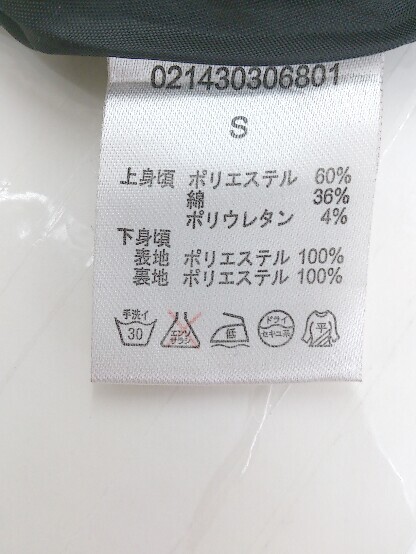 021430306801
S
上身頃 ポリエステル 60%
綿 36%
ポリウレタン 4%
下身頃
表地 ポリエステル 100%
裏地 ポリエステル 100%
手洗イ 30 エンソサラシ 低 ドライ セキユ系 平